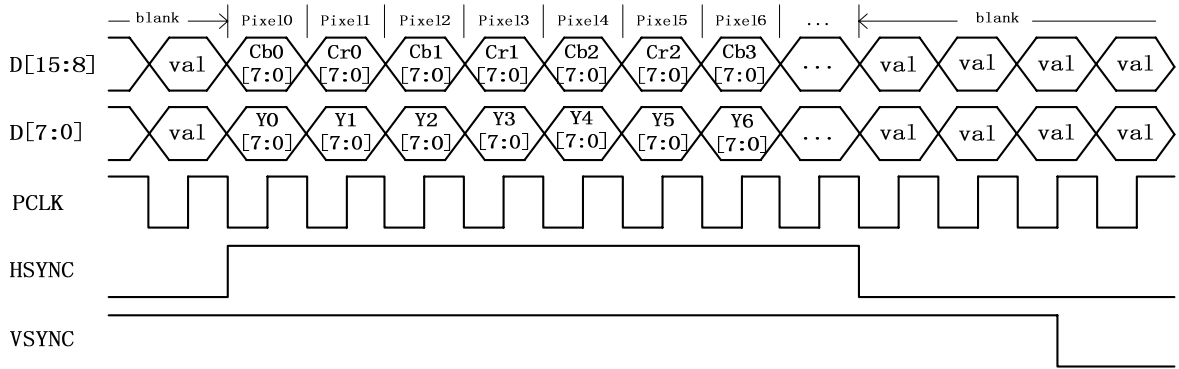 blank Pixel0 Pixel1 Pixel2 Pixel3 Pixel4 Pixel5 Pixel6 ... blank
D[15:8] val Cb0 [7:0] Cr0 [7:0] Cb1 [7:0] Cr1 [7:0] Cb2 [7:0] Cr2 [7:0] Cb3 [7:0] ... val val val val
D[7:0] val Y0 [7:0] Y1 [7:0] Y2 [7:0] Y3 [7:0] Y4 [7:0] Y5 [7:0] Y6 [7:0] ... val val val val
PCLK
HSYNC
VSYNC